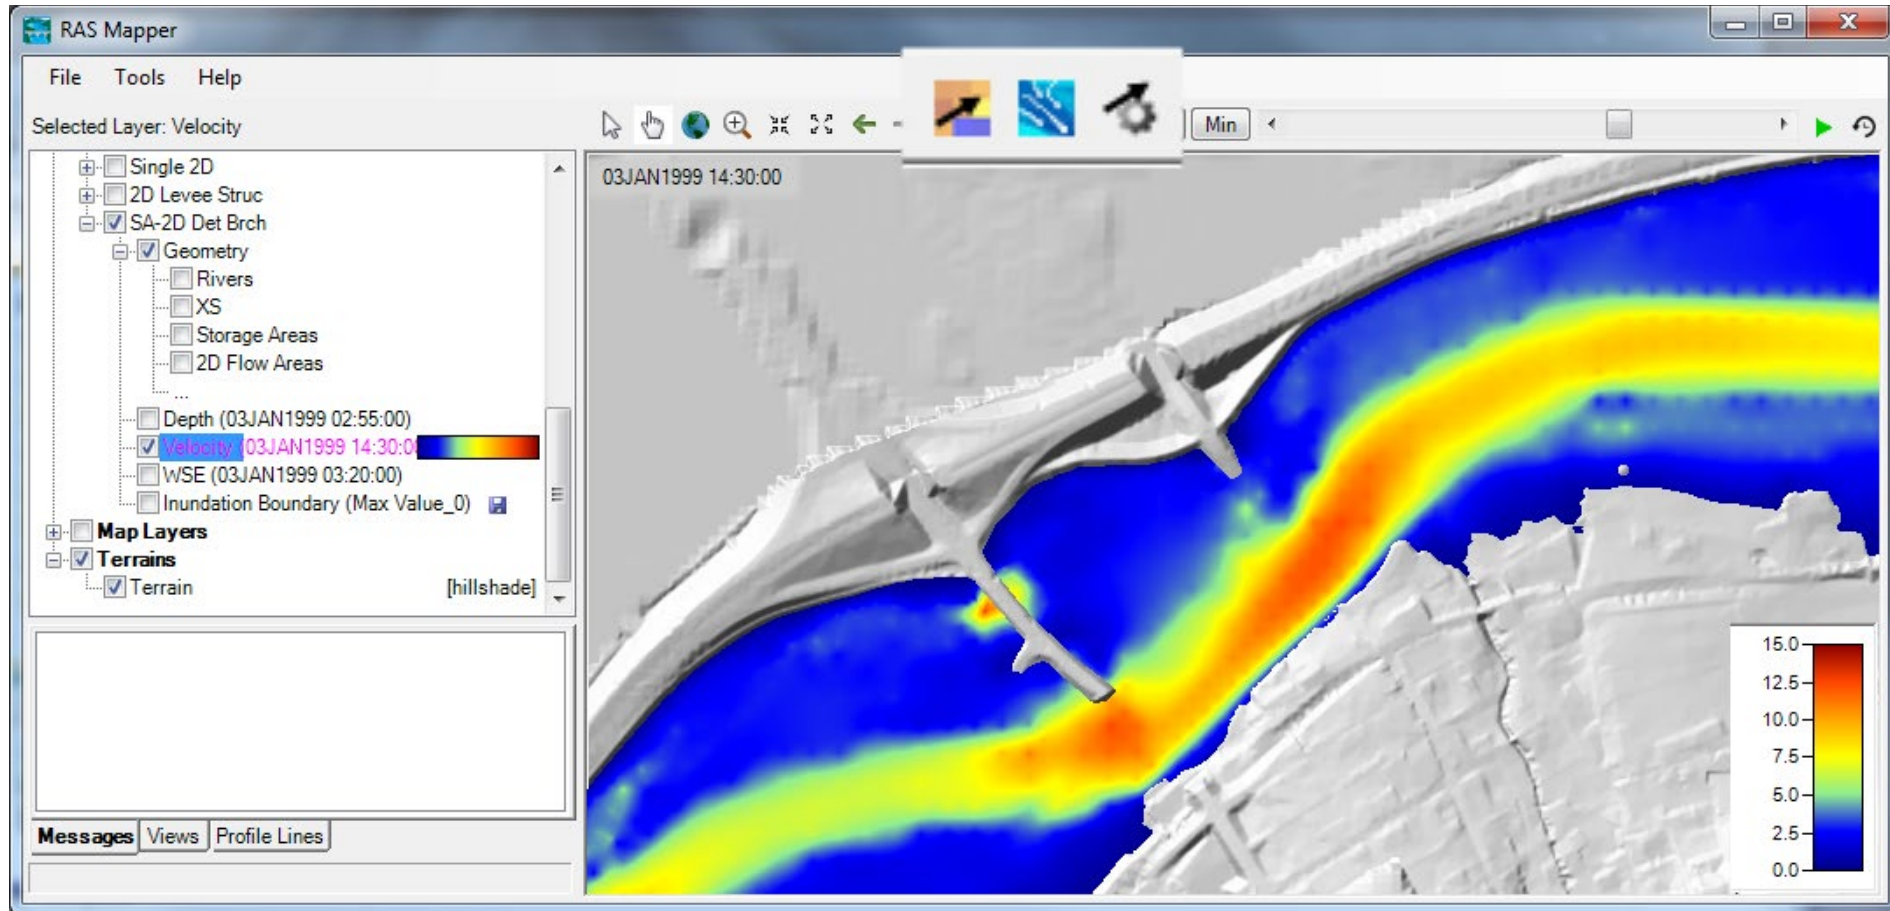 RAS Mapper
File Tools Help
Selected Layer: Velocity
Min
Single 2D
2D Levee Struc
SA-2D Det Brch
Geometry
Rivers
XS
Storage Areas
2D Flow Areas
...
Depth (03JAN1999 02:55:00)
Velocity (03JAN1999 14:30:0
WSE (03JAN1999 03:20:00)
Inundation Boundary (Max Value_0)
Map Layers
Terrains
Terrain [hillshade]
Messages Views Profile Lines
03JAN1999 14:30:00
15.0
12.5
10.0
7.5
5.0
2.5
0.0